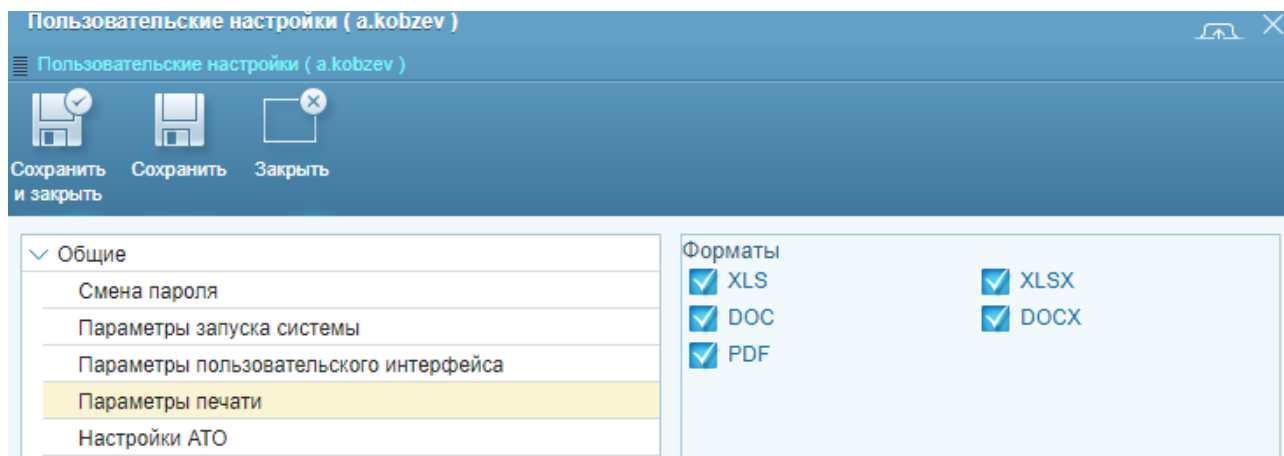 Пользовательские настройки ( a.kobzev )
Пользовательские настройки ( a.kobzev )
Сохранить и закрыть
Сохранить
Закрыть
Общие
Смена пароля
Параметры запуска системы
Параметры пользовательского интерфейса
Параметры печати
Настройки АТО
Форматы
XLS
XLSX
DOC
DOCX
PDF